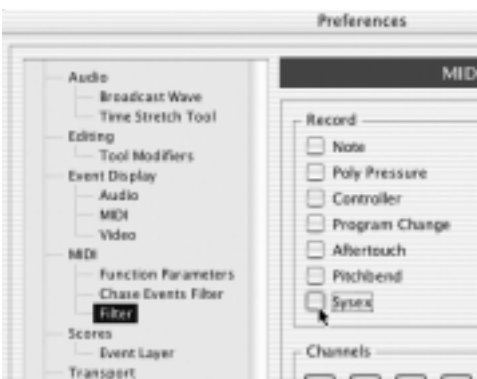 Preferences
Audio
Broadcast Wave
Time Stretch Tool
Editing
Tool Modifiers
Event Display
Audio
MIDI
Video
MIDI
Function Parameters
Chase Events Filter
Filter
Scores
Event Layer
Transport
MID
Record
Note
Poly Pressure
Controller
Program Change
Aftertouch
Pitchbend
Sysex
Channels